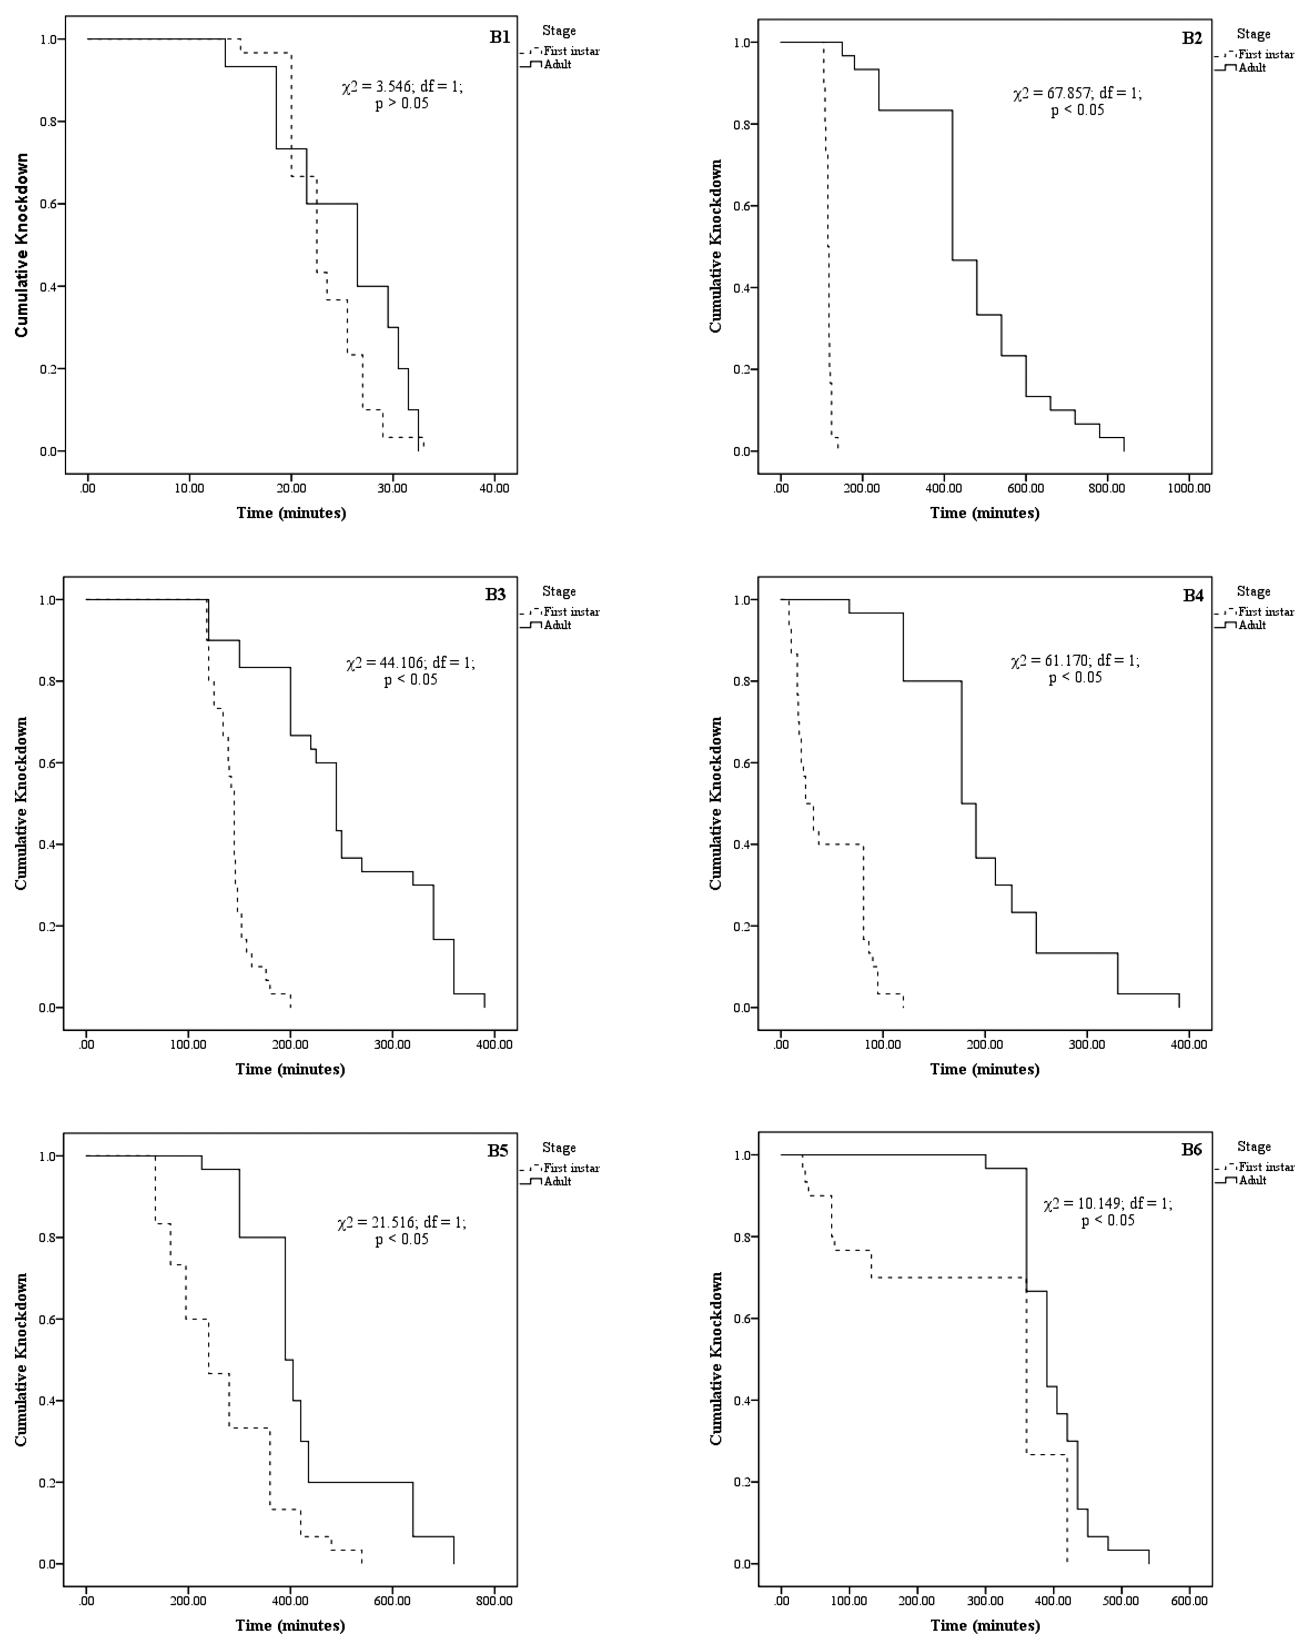 B1
Stage
First instar
Adult
χ2 = 3.546; df = 1;
p > 0.05
Cumulative Knockdown
1.0
0.8
0.6
0.4
0.2
0.0
.00 10.00 20.00 30.00 40.00
Time (minutes)
B2
Stage
First instar
Adult
χ2 = 67.857; df = 1;
p < 0.05
Cumulative Knockdown
1.0
0.8
0.6
0.4
0.2
0.0
.00 200.00 400.00 600.00 800.00 1000.00
Time (minutes)
B3
Stage
First instar
Adult
χ2 = 44.106; df = 1;
p < 0.05
Cumulative Knockdown
1.0
0.8
0.6
0.4
0.2
0.0
.00 100.00 200.00 300.00 400.00
Time (minutes)
B4
Stage
First instar
Adult
χ2 = 61.170; df = 1;
p < 0.05
Cumulative Knockdown
1.0
0.8
0.6
0.4
0.2
0.0
.00 100.00 200.00 300.00 400.00
Time (minutes)
B5
Stage
First instar
Adult
χ2 = 21.516; df = 1;
p < 0.05
Cumulative Knockdown
1.0
0.8
0.6
0.4
0.2
0.0
.00 200.00 400.00 600.00 800.00
Time (minutes)
B6
Stage
First instar
Adult
χ2 = 10.149; df = 1;
p < 0.05
Cumulative Knockdown
1.0
0.8
0.6
0.4
0.2
0.0
.00 100.00 200.00 300.00 400.00 500.00 600.00
Time (minutes)